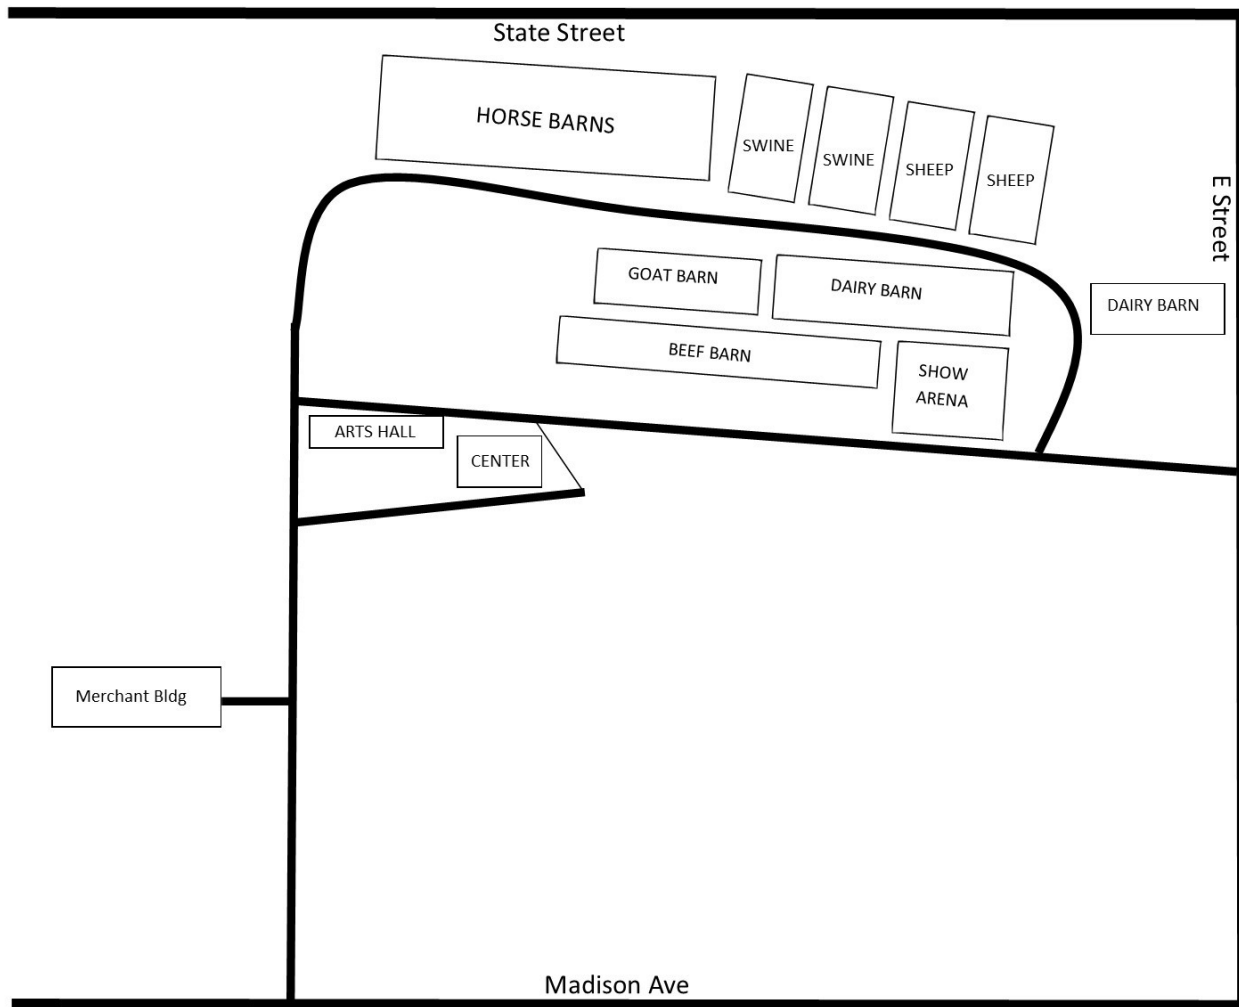 State Street
HORSE BARNS
SWINE
SWINE
SHEEP
SHEEP
E Street
GOAT BARN
DAIRY BARN
DAIRY BARN
BEEF BARN
SHOW
ARENA
ARTS HALL
CENTER
Merchant Bldg
Madison Ave